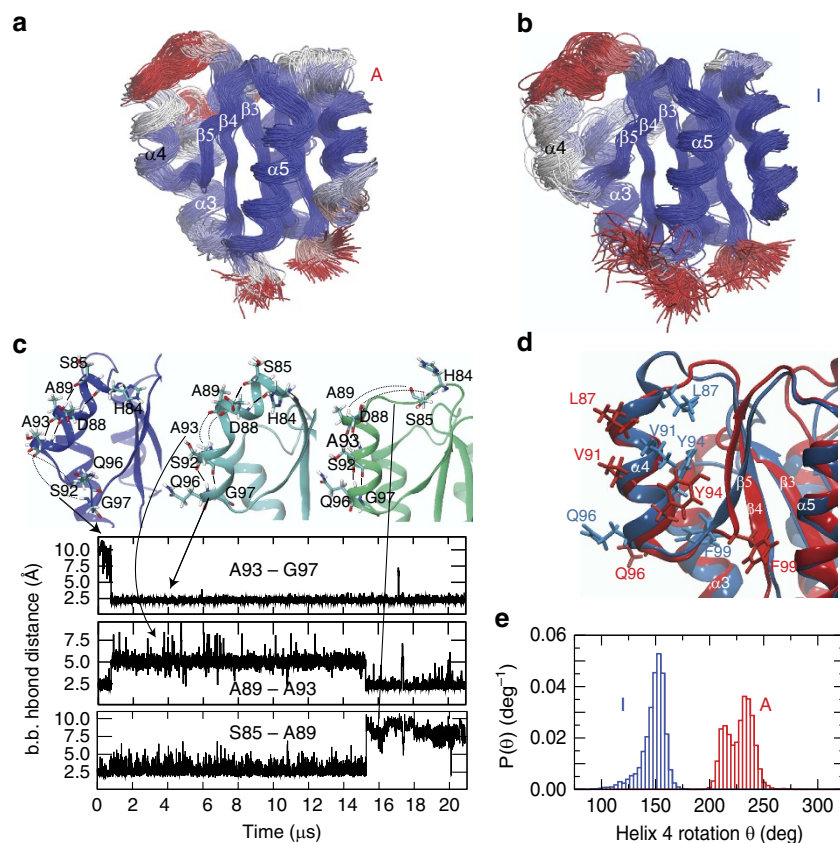 a
A
α4
β5
β4
β3
α5
α3
b
I
β5
β4
β3
α5
α3
c
S85
A89
H84
A93
D88
Q96
S92
G97
S85
A89
H84
A93
D88
S92
Q96
G97
H84
A89
D88
S85
A93
S92
Q96
G97
b.b. hbond distance (Å)
10.0
7.5
5.0
2.5
A93 – G97
7.5
5.0
2.5
A89 – A93
10.0
7.5
5.0
2.5
S85 – A89
0 2 4 6 8 10 12 14 16 18 20
Time (μs)
d
L87
L87
V91
V91
Y94
α4
Y94
β5
β3
β4
α5
Q96
F99
F99
Q96
α3
e
P(θ) (deg⁻¹)
0.06
0.04
0.02
0.00
I
A
100 150 200 250 300
Helix 4 rotation θ (deg)